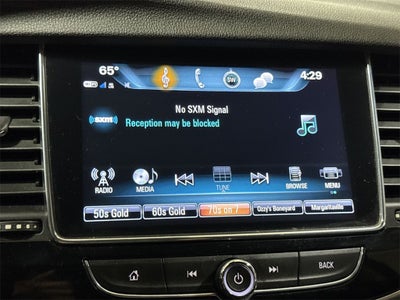 65°
SW
4:29
No SXM Signal
((SXM))
Reception may be blocked
RADIO
MEDIA
TUNE
BROWSE
MENU
50s Gold
60s Gold
70s on 7
Ozzy's Boneyard
Margaritaville
BACK